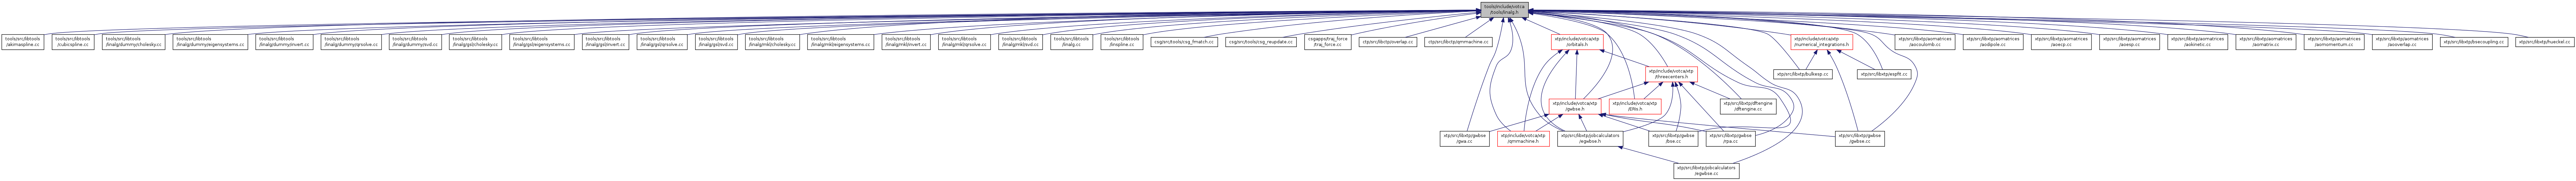 tools/include/votca
/tools/linalg.h
tools/src/libtools
/akimaspline.cc
tools/src/libtools
/cubicspline.cc
tools/src/libtools
/linalg/dummy/cholesky.cc
tools/src/libtools
/linalg/dummy/eigensystems.cc
tools/src/libtools
/linalg/dummy/invert.cc
tools/src/libtools
/linalg/dummy/qrsolve.cc
tools/src/libtools
/linalg/dummy/svd.cc
tools/src/libtools
/linalg/gsl/cholesky.cc
tools/src/libtools
/linalg/gsl/eigensystems.cc
tools/src/libtools
/linalg/gsl/invert.cc
tools/src/libtools
/linalg/gsl/qrsolve.cc
tools/src/libtools
/linalg/gsl/svd.cc
tools/src/libtools
/linalg/mkl/cholesky.cc
tools/src/libtools
/linalg/mkl/eigensystems.cc
tools/src/libtools
/linalg/mkl/invert.cc
tools/src/libtools
/linalg/mkl/qrsolve.cc
tools/src/libtools
/linalg/mkl/svd.cc
tools/src/libtools
/linalg.cc
tools/src/libtools
/linspline.cc
csg/src/tools/csg_fmatch.cc
csg/src/tools/csg_reupdate.cc
csgapps/traj_force
/traj_force.cc
ctp/src/libctp/overlap.cc
ctp/src/libctp/qmmachine.cc
xtp/include/votca/xtp
/orbitals.h
xtp/include/votca/xtp
/numerical_integrations.h
xtp/src/libxtp/aomatrices
/aocoulomb.cc
xtp/src/libxtp/aomatrices
/aodipole.cc
xtp/src/libxtp/aomatrices
/aoecp.cc
xtp/src/libxtp/aomatrices
/aoesp.cc
xtp/src/libxtp/aomatrices
/aokinetic.cc
xtp/src/libxtp/aomatrices
/aomatrix.cc
xtp/src/libxtp/aomatrices
/aomomentum.cc
xtp/src/libxtp/aomatrices
/aooverlap.cc
xtp/src/libxtp/bsecoupling.cc
xtp/src/libxtp/hueckel.cc
xtp/include/votca/xtp
/threecenters.h
xtp/src/libxtp/bulkesp.cc
xtp/src/libxtp/espfit.cc
xtp/include/votca/xtp
/gwbse.h
xtp/include/votca/xtp
/ERIs.h
xtp/src/libxtp/dftengine
/dftengine.cc
xtp/src/libxtp/gwbse
/gwa.cc
xtp/include/votca/xtp
/qmmachine.h
xtp/src/libxtp/jobcalculators
/egwbse.h
xtp/src/libxtp/gwbse
/bse.cc
xtp/src/libxtp/gwbse
/rpa.cc
xtp/src/libxtp/gwbse
/gwbse.cc
xtp/src/libxtp/jobcalculators
/egwbse.cc